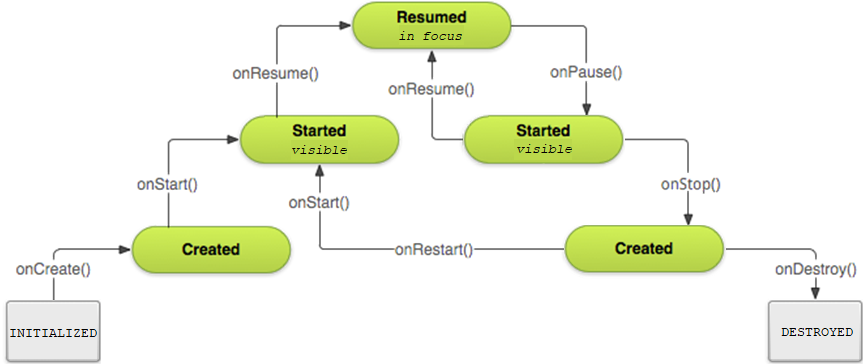 Resumed
in focus
onResume()
onPause()
onResume()
Started
visible
Started
visible
onStart()
onStop()
onStart()
Created
onRestart()
Created
onCreate()
onDestroy()
INITIALIZED
DESTROYED